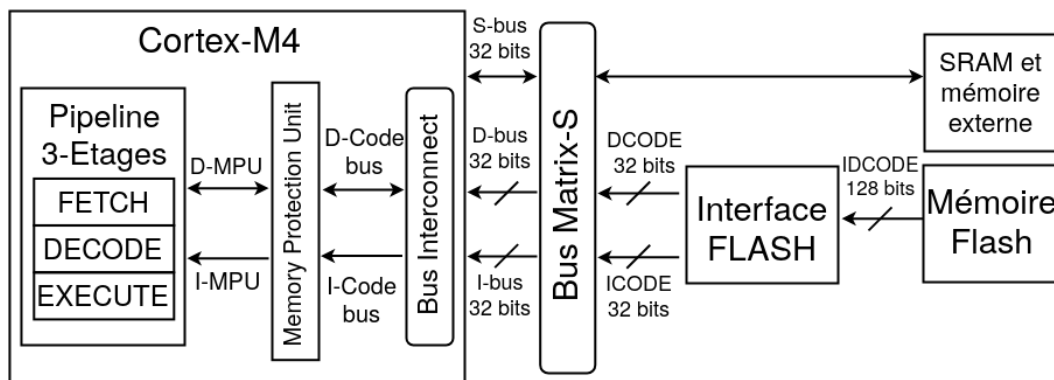 Cortex-M4
Pipeline
3-Etages
FETCH
DECODE
EXECUTE
D-MPU
I-MPU
Memory Protection Unit
D-Code
bus
I-Code
bus
Bus Interconnect
S-bus
32 bits
D-bus
32 bits
I-bus
32 bits
Bus Matrix-S
DCODE
32 bits
ICODE
32 bits
Interface
FLASH
IDCODE
128 bits
SRAM et
mémoire
externe
Mémoire
Flash